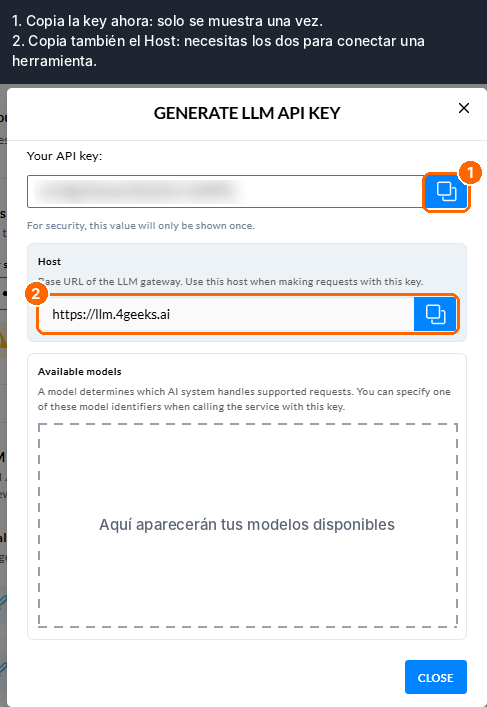 1. Copia la key ahora: solo se muestra una vez.
2. Copia también el Host: necesitas los dos para conectar una
herramienta.
GENERATE LLM API KEY
Your API key:
1
For security, this value will only be shown once.
Host
Base URL of the LLM gateway. Use this host when making requests with this key.
2
https://llm.4geeks.ai
Available models
A model determines which AI system handles supported requests. You can specify one
of these model identifiers when calling the service with this key.
Aquí aparecerán tus modelos disponibles
CLOSE